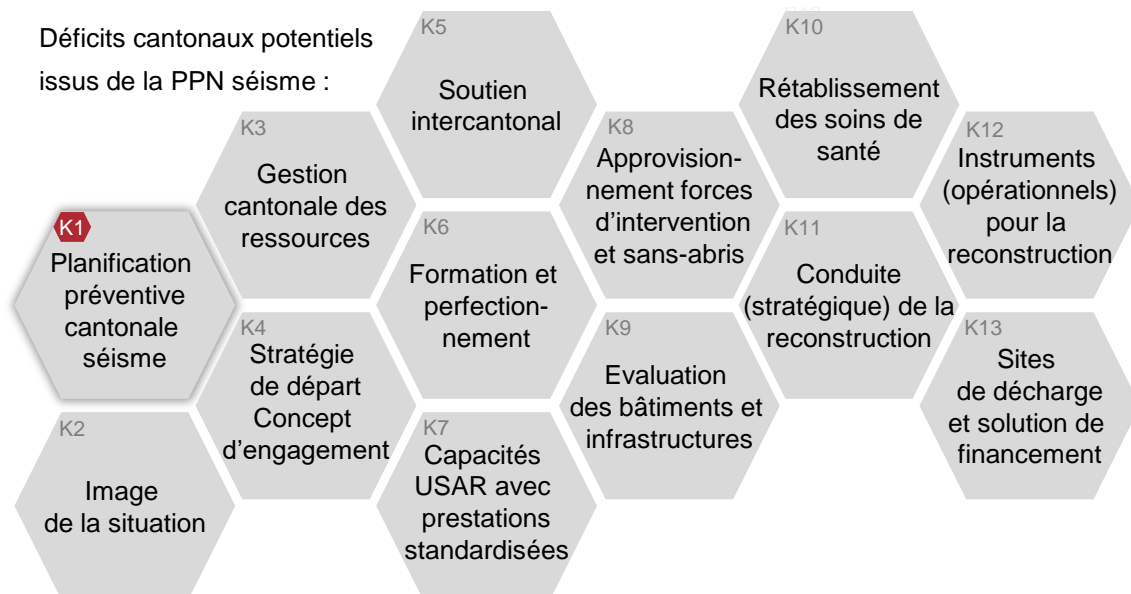 Déficits cantonaux potentiels
issus de la PPN séisme :
K1
Planification
préventive
cantonale
séisme
K2
Image
de la situation
K3
Gestion
cantonale des
ressources
K4
Stratégie
de départ
Concept
d'engagement
K5
Soutien
intercantonal
K6
Formation et
perfection-
nement
K7
Capacités
USAR avec
prestations
standardisées
K8
Approvision-
nement forces
d'intervention
et sans-abris
K9
Evaluation
des bâtiments et
infrastructures
K10
Rétablissement
des soins de
santé
K11
Conduite
(stratégique) de la
reconstruction
K12
Instruments
(opérationnels)
pour la
reconstruction
K13
Sites
de décharge
et solution de
financement